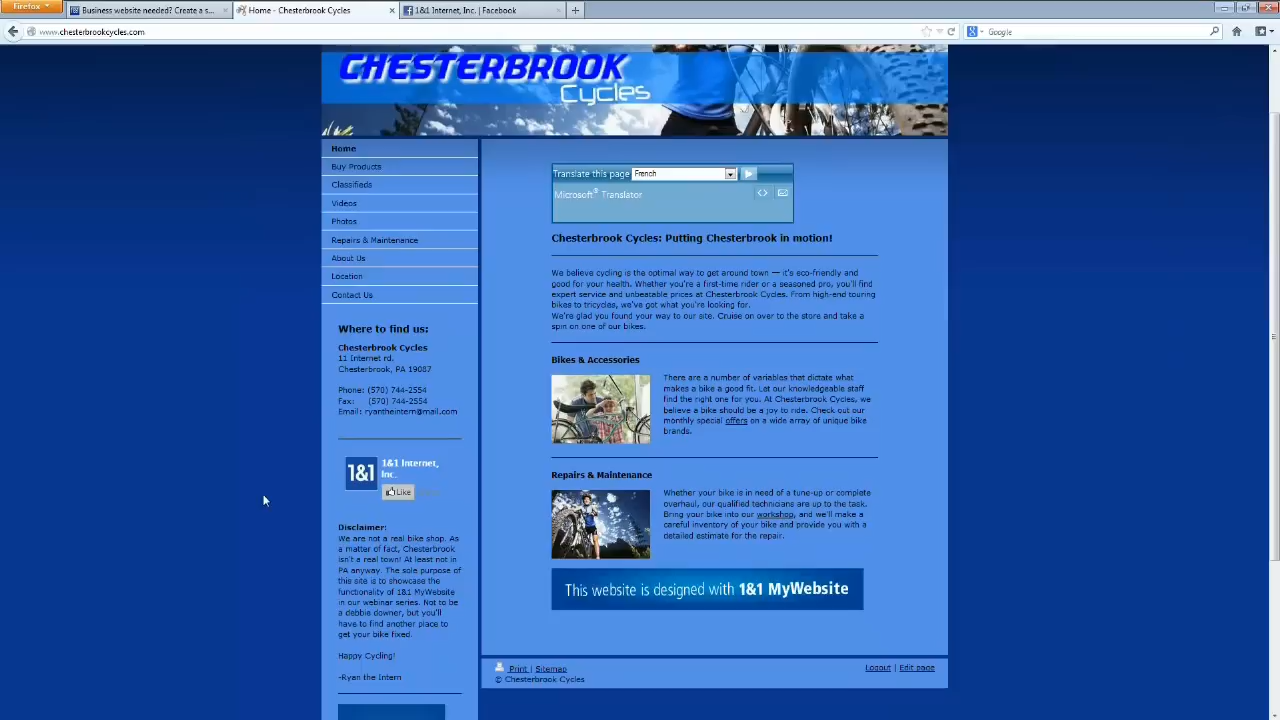 Firefox
Business website needed? Create a s...
Home - Chesterbrook Cycles
1&1 Internet, Inc. | Facebook
www.chesterbrookcycles.com
Google
CHESTERBROOK
Cycles
Home
Buy Products
Classifieds
Videos
Photos
Repairs & Maintenance
About Us
Location
Contact Us
Where to find us:
Chesterbrook Cycles
11 Internet rd.
Chesterbrook, PA 19087
Phone: (570) 744-2554
Fax: (570) 744-2554
Email: ryantheintern@mail.com
1&1
1&1 Internet,
Inc.
Like
Disclaimer:
We are not a real bike shop. As
a matter of fact, Chesterbrook
isn't a real town! At least not in
PA anyway. The sole purpose of
this site is to showcase the
functionality of 1&1 MyWebsite
in our webinar series. Not to be
a debbie downer, but you'll
have to find another place to
get your bike fixed.
Happy Cycling!
-Ryan the Intern
Translate this page French
Microsoft® Translator
Chesterbrook Cycles: Putting Chesterbrook in motion!
We believe cycling is the optimal way to get around town — it's eco-friendly and
good for your health. Whether you're a first-time rider or a seasoned pro, you'll find
expert service and unbeatable prices at Chesterbrook Cycles. From high-end touring
bikes to tricycles, we've got what you're looking for.
We're glad you found your way to our site. Cruise on over to the store and take a
spin on one of our bikes.
Bikes & Accessories
There are a number of variables that dictate what
makes a bike a good fit. Let our knowledgeable staff
find the right one for you. At Chesterbrook Cycles, we
believe a bike should be a joy to ride. Check out our
monthly special offers on a wide array of unique bike
brands.
Repairs & Maintenance
Whether your bike is in need of a tune-up or complete
overhaul, our qualified technicians are up to the task.
Bring your bike into our workshop, and we'll make a
careful inventory of your bike and provide you with a
detailed estimate for the repair.
This website is designed with 1&1 MyWebsite
Print | Sitemap
© Chesterbrook Cycles
Logout | Edit page